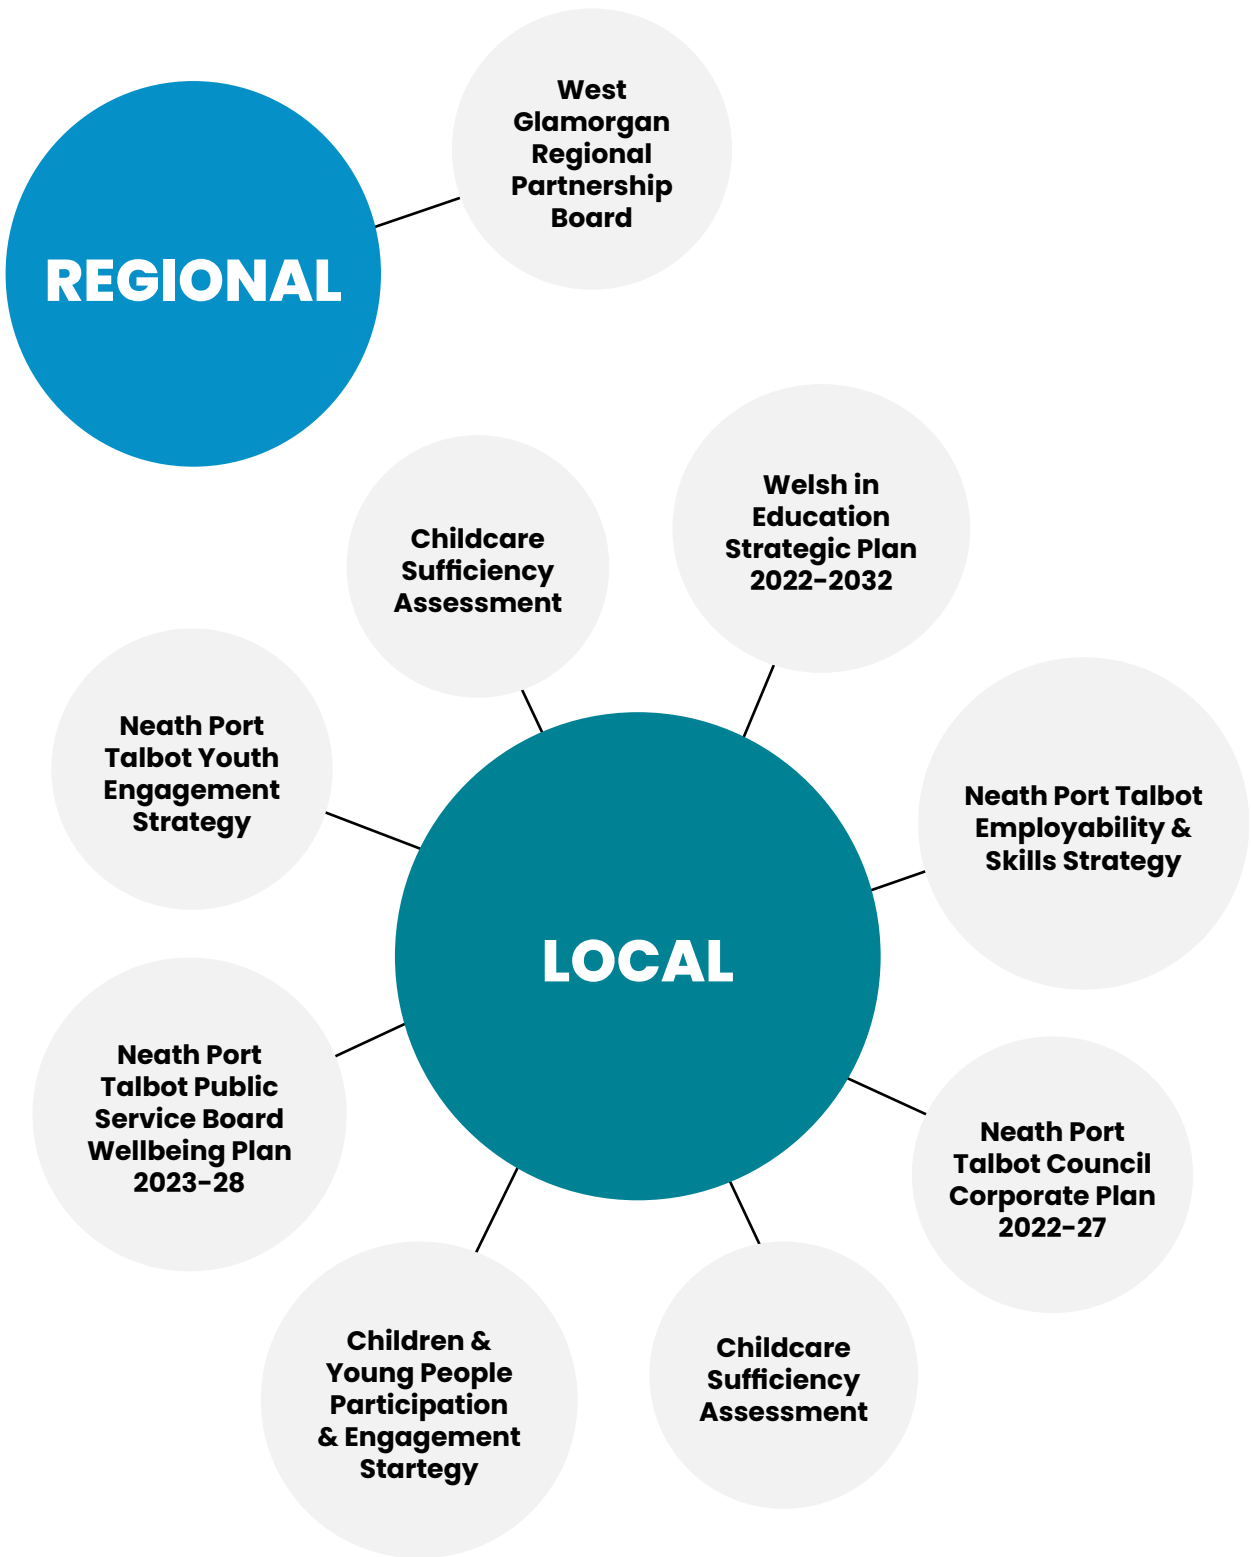 West
Glamorgan
Regional
Partnership
Board
REGIONAL
Childcare
Sufficiency
Assessment
Welsh in
Education
Strategic Plan
2022-2032
Neath Port
Talbot Youth
Engagement
Strategy
Neath Port Talbot
Employability &
Skills Strategy
LOCAL
Neath Port
Talbot Public
Service Board
Wellbeing Plan
2023-28
Neath Port
Talbot Council
Corporate Plan
2022-27
Children &
Young People
Participation
& Engagement
Startegy
Childcare
Sufficiency
Assessment